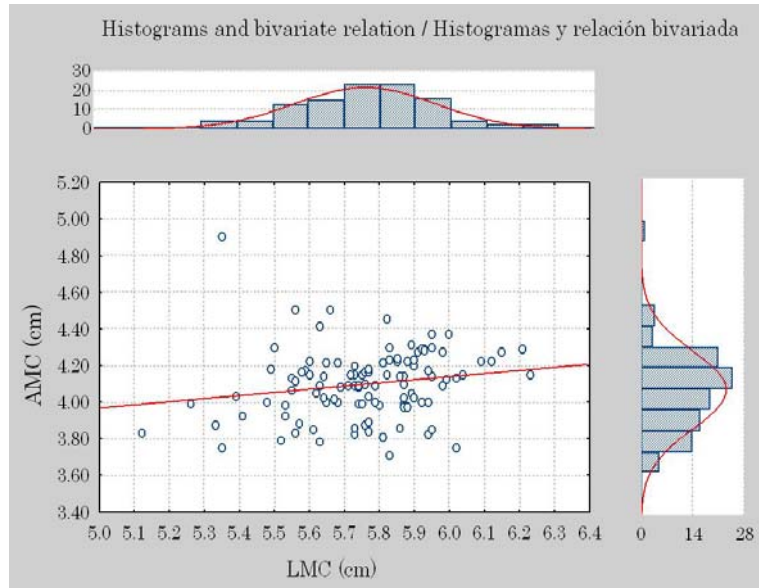 Histograms and bivariate relation / Histogramas y relación bivariada
30
20
10
0
5.20
5.00
4.80
4.60
4.40
4.20
4.00
3.80
3.60
3.40
AMC (cm)
5.0 5.1 5.2 5.3 5.4 5.5 5.6 5.7 5.8 5.9 6.0 6.1 6.2 6.3 6.4
LMC (cm)
0 14 28